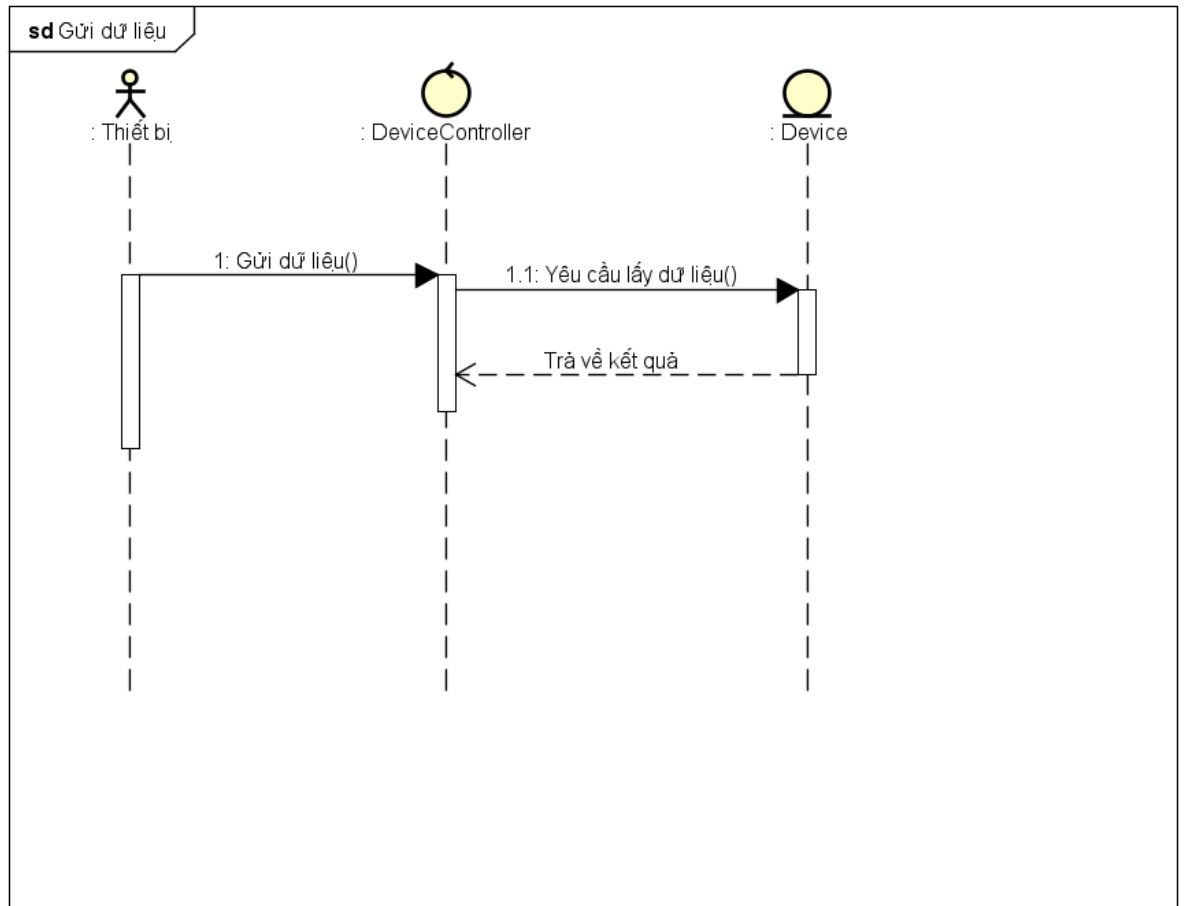 sd Gửi dữ liệu
: Thiết bị
: DeviceController
: Device
1: Gửi dữ liệu()
1.1: Yêu cầu lấy dữ liệu()
Trả về kết quả